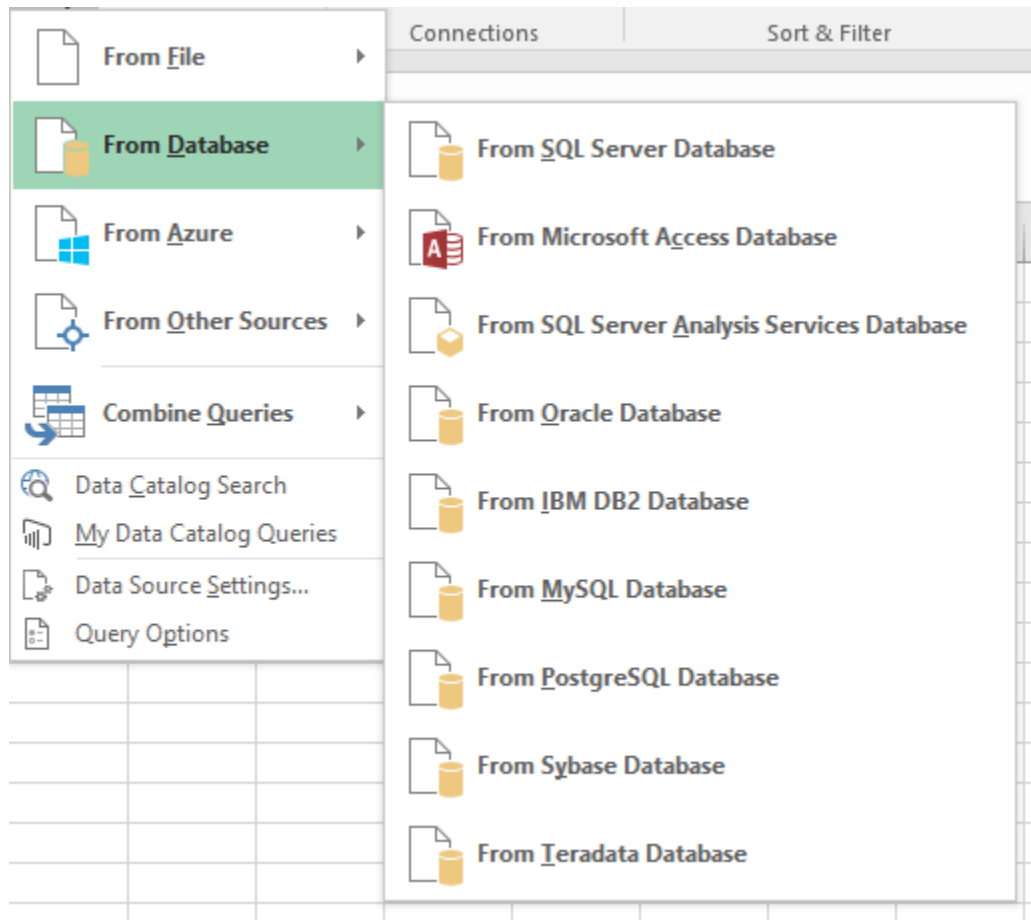 Connections
Sort & Filter
From File
From Database
From Azure
From Other Sources
Combine Queries
Data Catalog Search
My Data Catalog Queries
Data Source Settings...
Query Options
From SQL Server Database
From Microsoft Access Database
From SQL Server Analysis Services Database
From Oracle Database
From IBM DB2 Database
From MySQL Database
From PostgreSQL Database
From Sybase Database
From Teradata Database